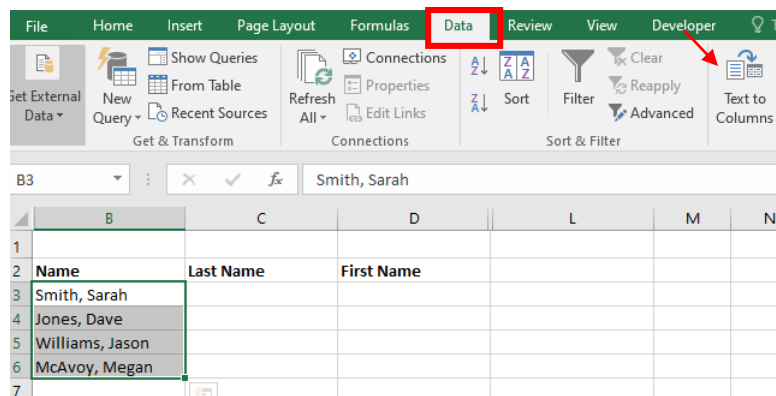 File Home Insert Page Layout Formulas Data Review View Developer
Show Queries
From Table
Recent Sources
External
Data
New
Query
Get & Transform
Refresh
All
Connections
Properties
Edit Links
Connections
A
Z
Z
A
Z A
A Z
Sort
Filter
Clear
Reapply
Advanced
Sort & Filter
Text to
Columns
B3 fx Smith, Sarah
B C D L M N
1
2 Name Last Name First Name
3 Smith, Sarah
4 Jones, Dave
5 Williams, Jason
6 McAvoy, Megan
7